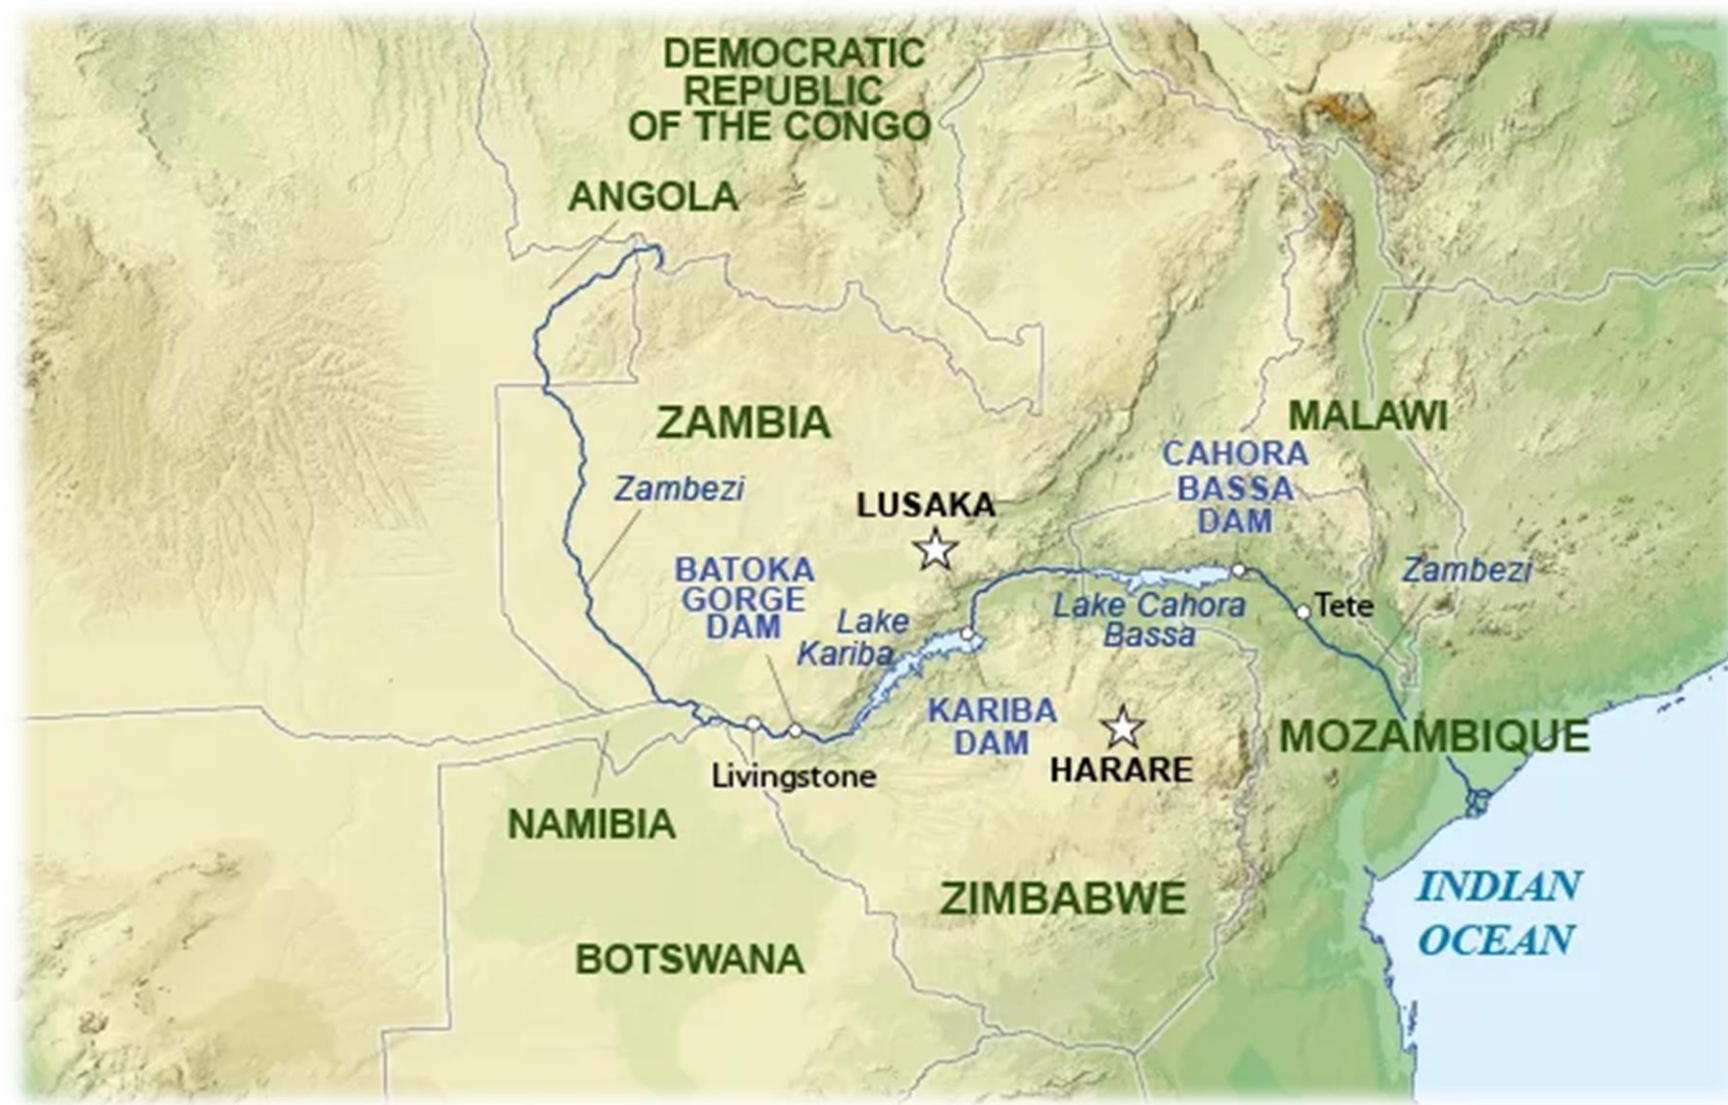 DEMOCRATIC
REPUBLIC
OF THE CONGO
ANGOLA
ZAMBIA
MALAWI
CAHORA
BASSA
DAM
Zambezi
LUSAKA
BATOKA
GORGE
DAM
Lake
Kariba
Lake Cahora
Bassa
Zambezi
Tete
KARIBA
DAM
HARARE
MOZAMBIQUE
Livingstone
NAMIBIA
ZIMBABWE
BOTSWANA
INDIAN
OCEAN